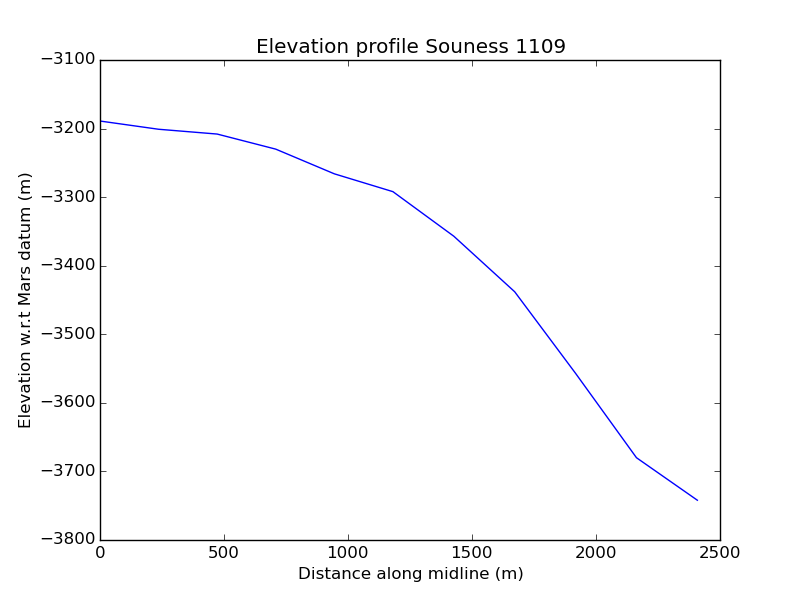 Elevation profile Souness 1109
−3100
−3200
−3300
−3400
−3500
−3600
−3700
−3800
Elevation w.r.t Mars datum (m)
0 500 1000 1500 2000 2500
Distance along midline (m)